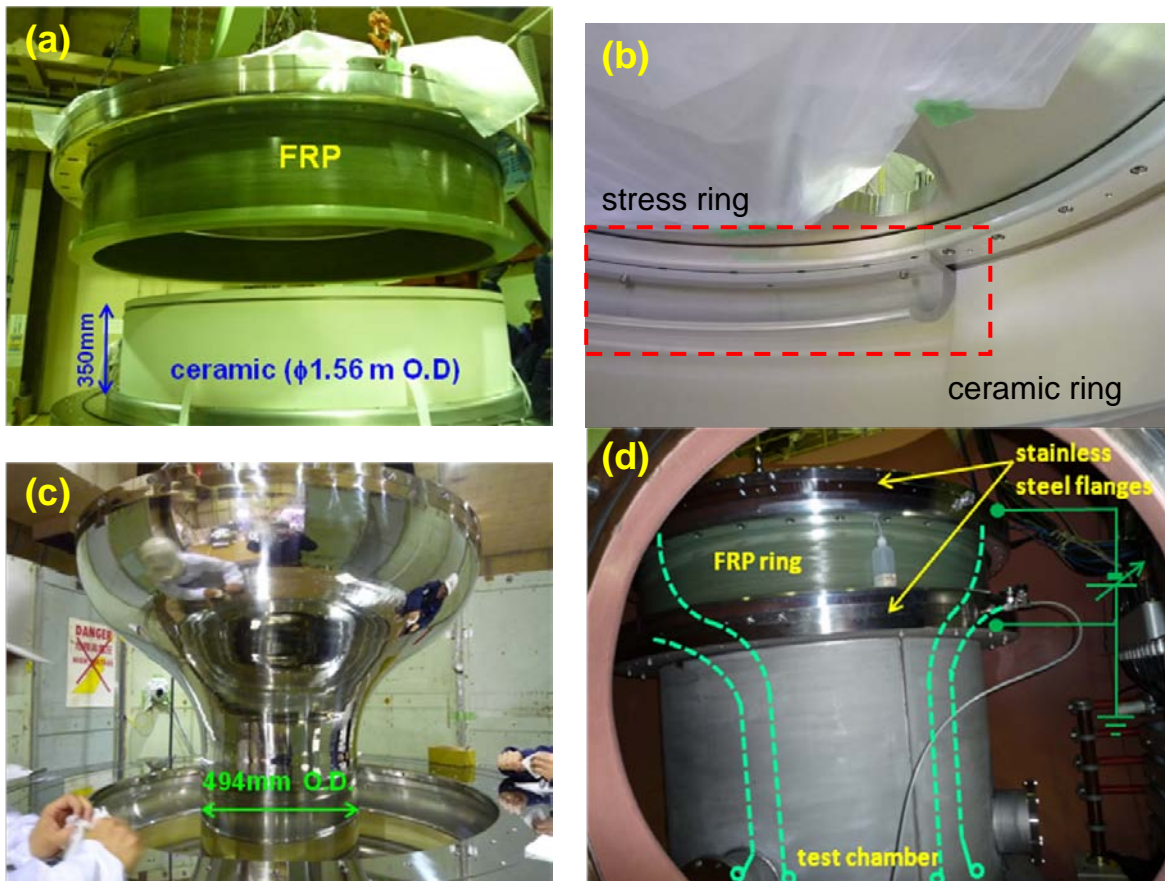 (a)
FRP
350mm
ceramic (ϕ1.56 m O.D)
(b)
stress ring
ceramic ring
(c)
DANGER
494mm O.D.
(d)
stainless
steel flanges
FRP ring
test chamber